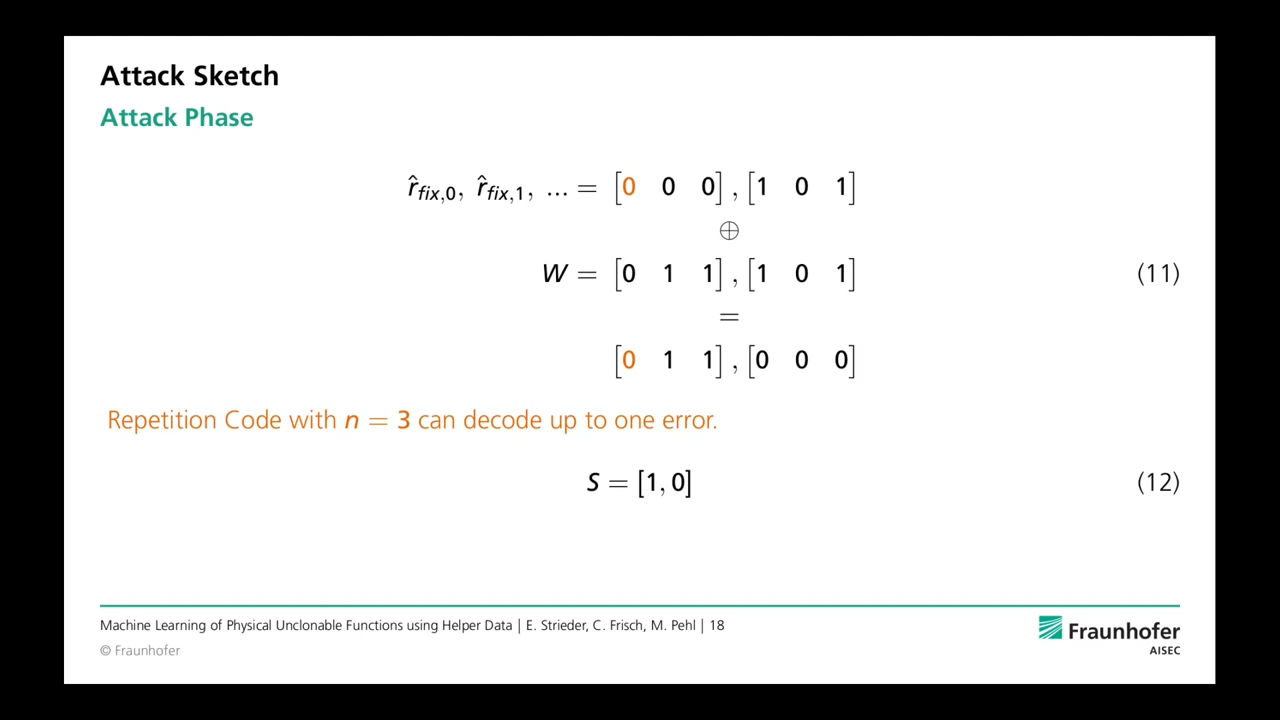 Attack Sketch
Attack Phase
r̂_fix,0, r̂_fix,1, ... = [0 0 0], [1 0 1]
⊕
W = [0 1 1], [1 0 1] (11)
=
[0 1 1], [0 0 0]
Repetition Code with n = 3 can decode up to one error.
S = [1, 0] (12)
Machine Learning of Physical Unclonable Functions using Helper Data | E. Strieder, C. Frisch, M. Pehl | 18
© Fraunhofer
Fraunhofer
AISEC